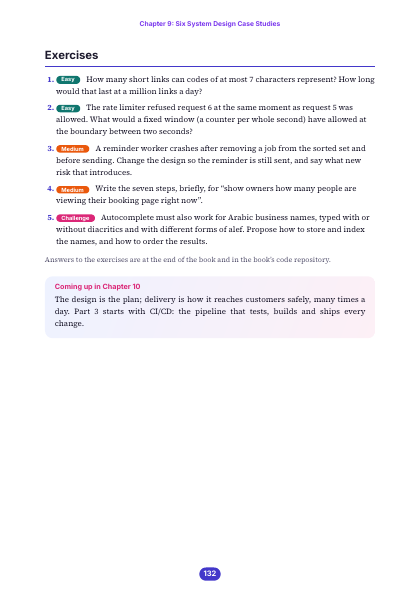 Chapter 9: Six System Design Case Studies
Exercises
1. Easy How many short links can codes of at most 7 characters represent? How long
would that last at a million links a day?
2. Easy The rate limiter refused request 6 at the same moment as request 5 was
allowed. What would a fixed window (a counter per whole second) have allowed at
the boundary between two seconds?
3. Medium A reminder worker crashes after removing a job from the sorted set and
before sending. Change the design so the reminder is still sent, and say what new
risk that introduces.
4. Medium Write the seven steps, briefly, for “show owners how many people are
viewing their booking page right now”.
5. Challenge Autocomplete must also work for Arabic business names, typed with or
without diacritics and with different forms of alef. Propose how to store and index
the names, and how to order the results.
Answers to the exercises are at the end of the book and in the book’s code repository.
Coming up in Chapter 10
The design is the plan; delivery is how it reaches customers safely, many times a
day. Part 3 starts with CI/CD: the pipeline that tests, builds and ships every
change.
132